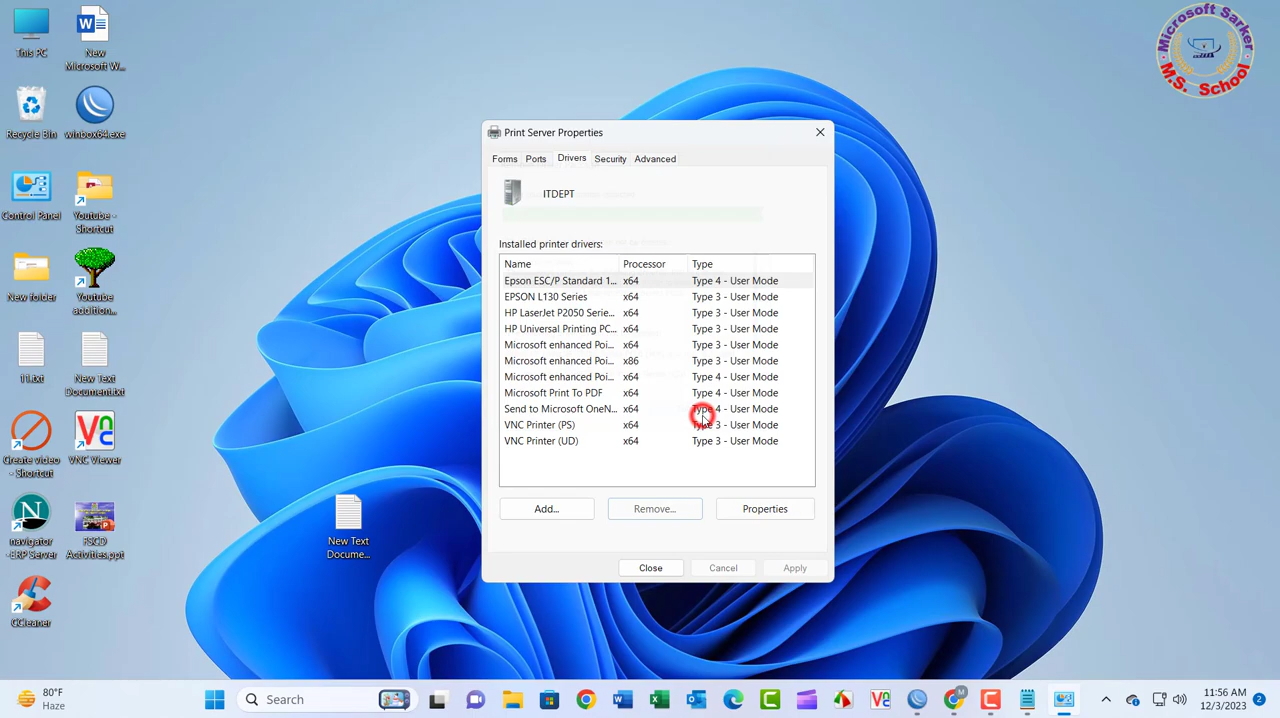 This PC
New
Microsoft W...
Recycle Bin
winbox64.exe
Control Panel
Youtube -
Shortcut
New folder
Youtube
addition...
11.txt
New Text
Document.txt
Create video
- Shortcut
VNC Viewer
navigator
-ERP Server
FSCD
Activities.ppt
CCleaner
New Text
Docume...
Microsoft Sarker
M.S. School
Print Server Properties
Forms Ports Drivers Security Advanced
ITDEPT
Installed printer drivers:
Name Processor Type
Epson ESC/P Standard 1... x64 Type 4 - User Mode
EPSON L130 Series x64 Type 3 - User Mode
HP LaserJet P2050 Serie... x64 Type 3 - User Mode
HP Universal Printing PC... x64 Type 3 - User Mode
Microsoft enhanced Poi... x64 Type 3 - User Mode
Microsoft enhanced Poi... x86 Type 3 - User Mode
Microsoft enhanced Poi... x64 Type 4 - User Mode
Microsoft Print To PDF x64 Type 4 - User Mode
Send to Microsoft OneN... x64 Type 4 - User Mode
VNC Printer (PS) x64 Type 3 - User Mode
VNC Printer (UD) x64 Type 3 - User Mode
Add... Remove... Properties
Close Cancel Apply
80°F
Haze
Search
11:56 AM
12/3/2023
2